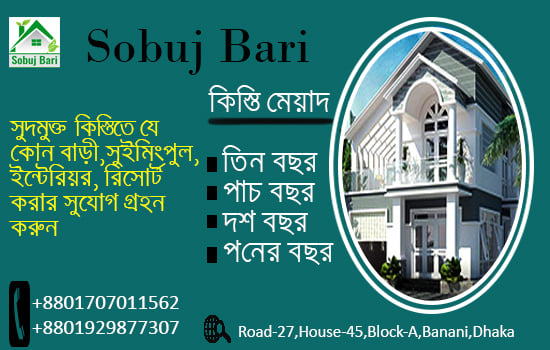 Sobuj Bari
Sobuj Bari
সুদমুক্ত কিস্তিতে যে
কোন বাড়ী,সুইমিংপুল,
ইন্টেরিয়র, রিসোর্ট
করার সুযোগ গ্রহন
করুন
কিস্তি মেয়াদ
তিন বছর
পাচ বছর
দশ বছর
পনের বছর
+8801707011562
+8801929877307
Road-27,House-45,Block-A,Banani,Dhaka